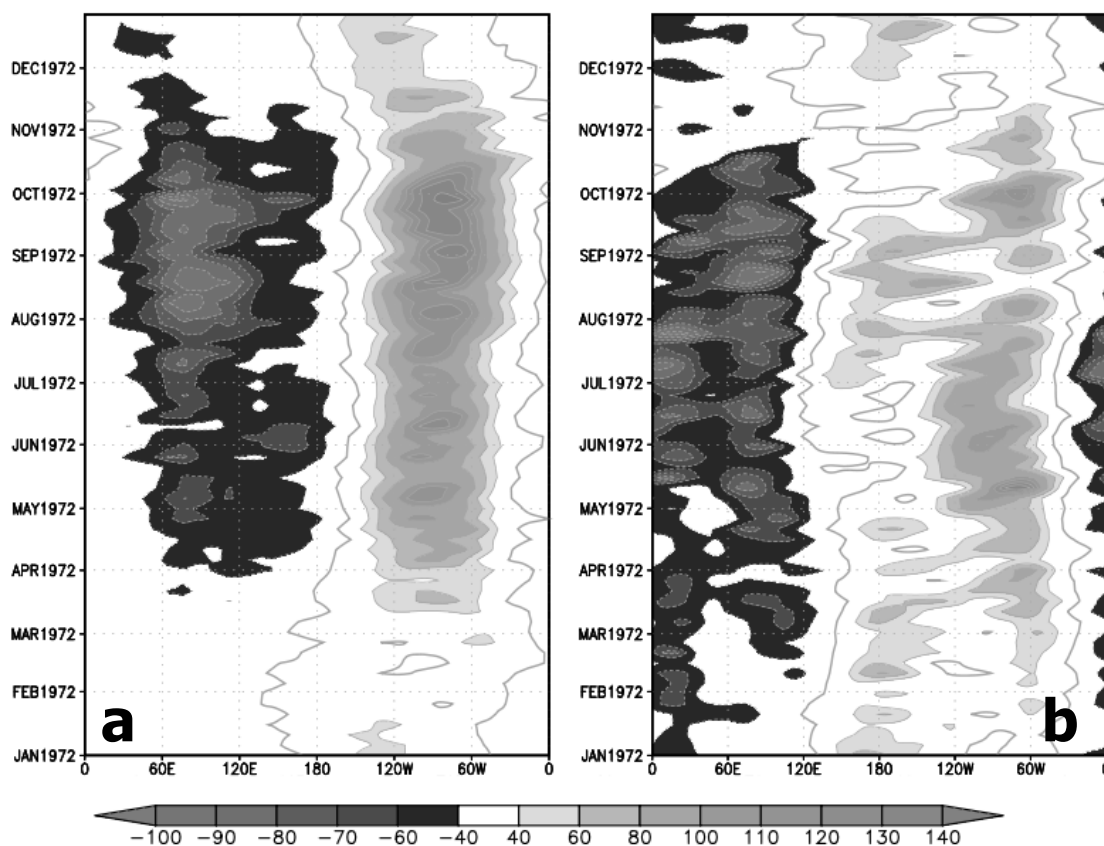 DEC1972
NOV1972
OCT1972
SEP1972
AUG1972
JUL1972
JUN1972
MAY1972
APR1972
MAR1972
FEB1972
JAN1972
a
0 60E 120E 180 120W 60W 0
DEC1972
NOV1972
OCT1972
SEP1972
AUG1972
JUL1972
JUN1972
MAY1972
APR1972
MAR1972
FEB1972
JAN1972
b
0 60E 120E 180 120W 60W 0
−100 −90 −80 −70 −60 −40 40 60 80 100 110 120 130 140